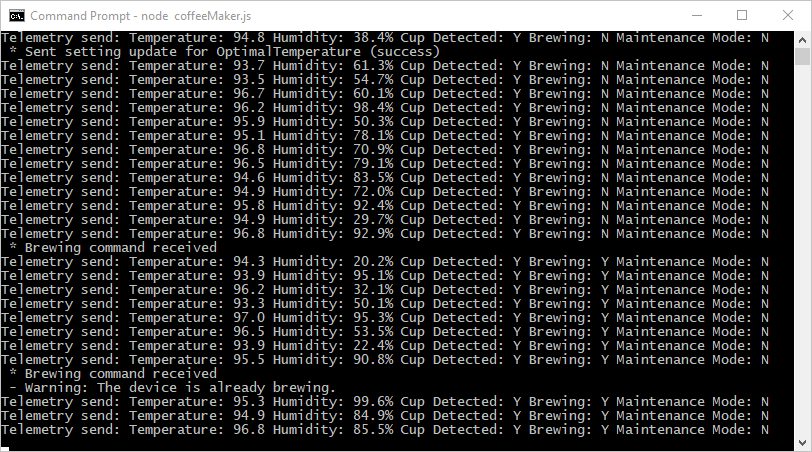 Command Prompt - node  coffeeMaker.js
Telemetry send: Temperature: 94.8 Humidity: 38.4% Cup Detected: Y Brewing: N Maintenance Mode: N
 * Sent setting update for OptimalTemperature (success)
Telemetry send: Temperature: 93.7 Humidity: 61.3% Cup Detected: Y Brewing: N Maintenance Mode: N
Telemetry send: Temperature: 93.5 Humidity: 54.7% Cup Detected: Y Brewing: N Maintenance Mode: N
Telemetry send: Temperature: 96.7 Humidity: 60.1% Cup Detected: Y Brewing: N Maintenance Mode: N
Telemetry send: Temperature: 96.2 Humidity: 98.4% Cup Detected: Y Brewing: N Maintenance Mode: N
Telemetry send: Temperature: 95.9 Humidity: 50.3% Cup Detected: Y Brewing: N Maintenance Mode: N
Telemetry send: Temperature: 95.1 Humidity: 78.1% Cup Detected: Y Brewing: N Maintenance Mode: N
Telemetry send: Temperature: 96.8 Humidity: 70.9% Cup Detected: Y Brewing: N Maintenance Mode: N
Telemetry send: Temperature: 96.5 Humidity: 79.1% Cup Detected: Y Brewing: N Maintenance Mode: N
Telemetry send: Temperature: 94.6 Humidity: 83.5% Cup Detected: Y Brewing: N Maintenance Mode: N
Telemetry send: Temperature: 94.9 Humidity: 72.0% Cup Detected: Y Brewing: N Maintenance Mode: N
Telemetry send: Temperature: 95.8 Humidity: 92.4% Cup Detected: Y Brewing: N Maintenance Mode: N
Telemetry send: Temperature: 94.9 Humidity: 29.7% Cup Detected: Y Brewing: N Maintenance Mode: N
Telemetry send: Temperature: 96.8 Humidity: 92.9% Cup Detected: Y Brewing: N Maintenance Mode: N
 * Brewing command received
Telemetry send: Temperature: 94.3 Humidity: 20.2% Cup Detected: Y Brewing: Y Maintenance Mode: N
Telemetry send: Temperature: 93.9 Humidity: 95.1% Cup Detected: Y Brewing: Y Maintenance Mode: N
Telemetry send: Temperature: 96.2 Humidity: 32.1% Cup Detected: Y Brewing: Y Maintenance Mode: N
Telemetry send: Temperature: 93.3 Humidity: 50.1% Cup Detected: Y Brewing: Y Maintenance Mode: N
Telemetry send: Temperature: 97.0 Humidity: 95.3% Cup Detected: Y Brewing: Y Maintenance Mode: N
Telemetry send: Temperature: 96.5 Humidity: 53.5% Cup Detected: Y Brewing: Y Maintenance Mode: N
Telemetry send: Temperature: 93.9 Humidity: 22.4% Cup Detected: Y Brewing: Y Maintenance Mode: N
Telemetry send: Temperature: 95.5 Humidity: 90.8% Cup Detected: Y Brewing: Y Maintenance Mode: N
 * Brewing command received
 - Warning: The device is already brewing.
Telemetry send: Temperature: 95.3 Humidity: 99.6% Cup Detected: Y Brewing: Y Maintenance Mode: N
Telemetry send: Temperature: 94.9 Humidity: 84.9% Cup Detected: Y Brewing: Y Maintenance Mode: N
Telemetry send: Temperature: 96.8 Humidity: 85.5% Cup Detected: Y Brewing: Y Maintenance Mode: N